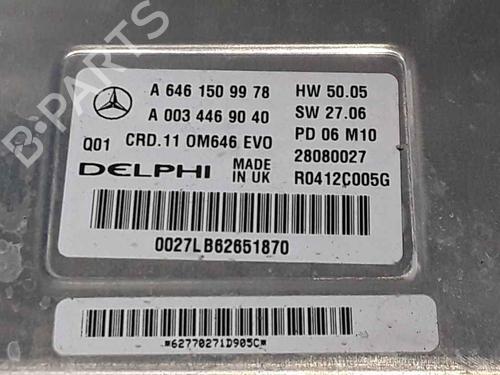 A 646 150 99 78 HW 50.05
A 003 446 90 40 SW 27.06
Q01 CRD.11 OM646 EVO PD 06 M10
DELPHI MADE IN UK 28080027
R0412C005G
0027LB62651870
*62770271D905C*
B-PARTS